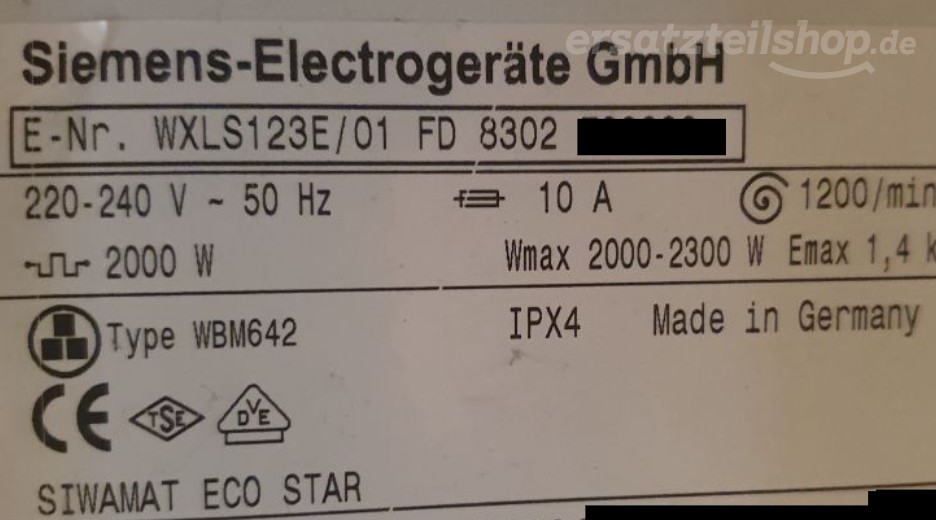 ersatzteilshop.de
Siemens-Electrogeräte GmbH
E-Nr. WXLS123E/01 FD 8302
220-240 V ~ 50 Hz 10 A 1200/min
2000 W Wmax 2000-2300 W Emax 1,4 k
Type WBM642 IPX4 Made in Germany
CE TSE DVE
SIWAMAT ECO STAR